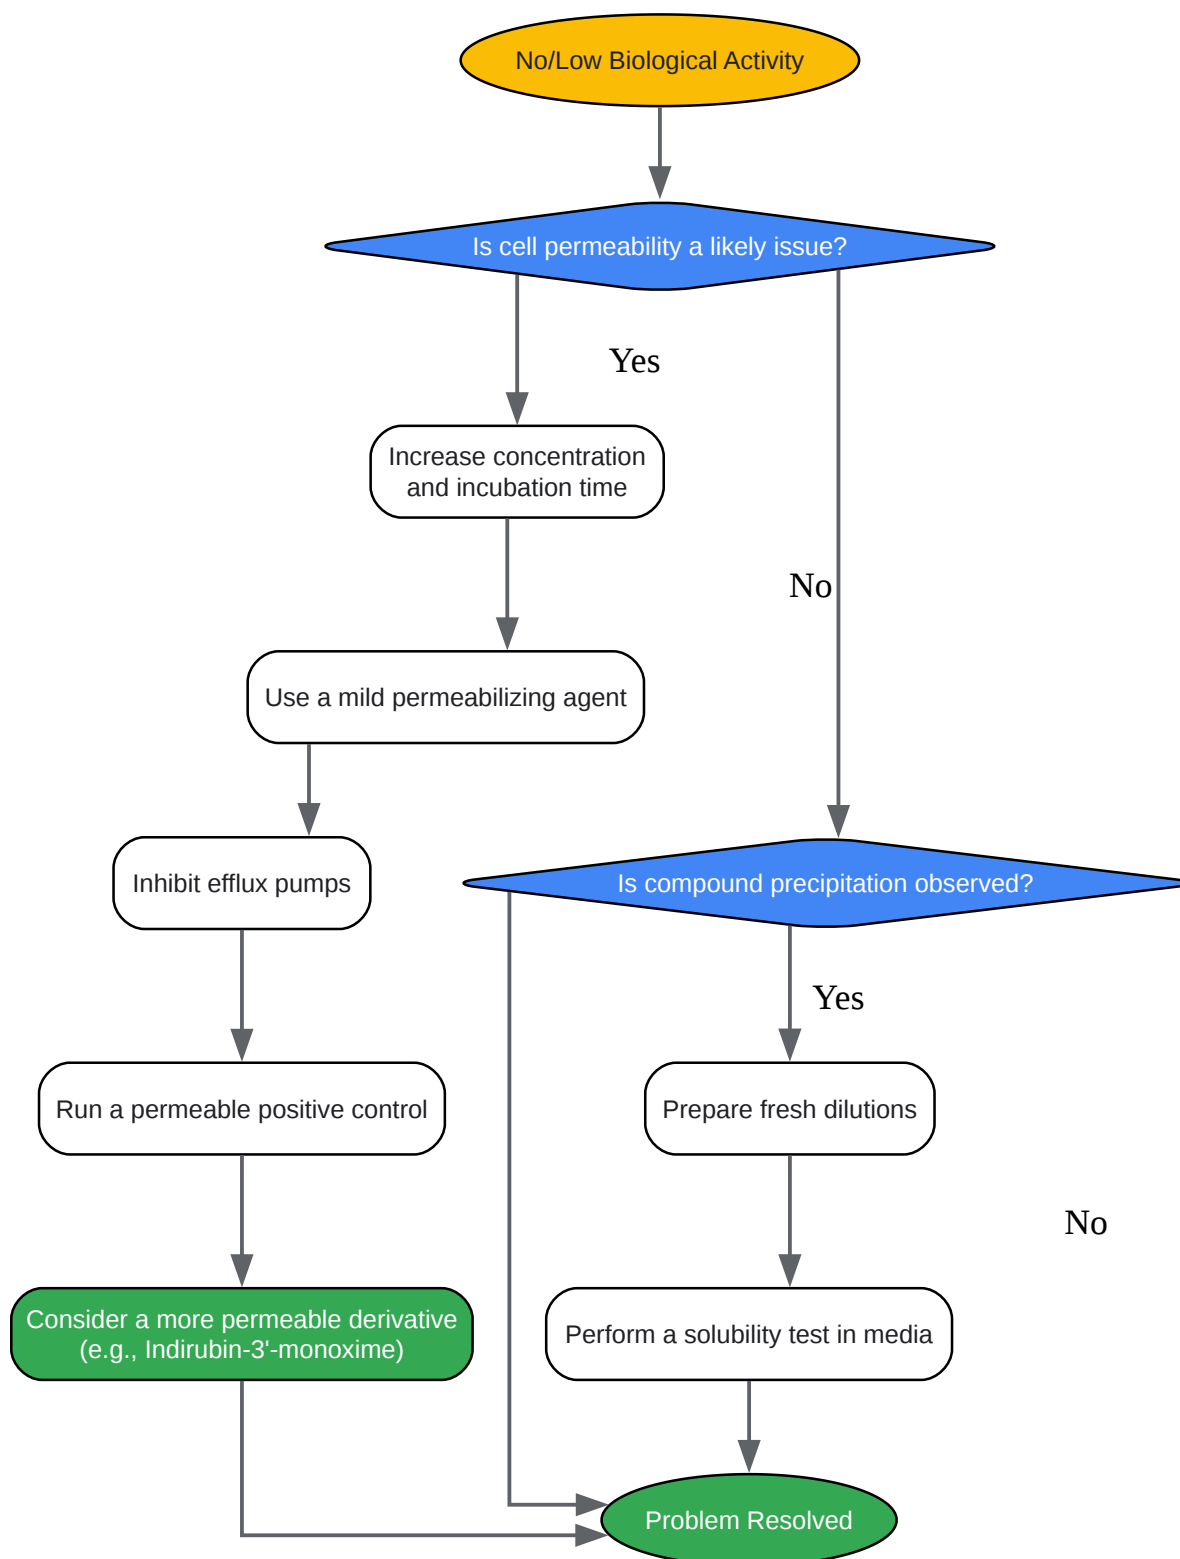 No/Low Biological Activity
Is cell permeability a likely issue?
Yes
Increase concentration
and incubation time
No
Use a mild permeabilizing agent
Inhibit efflux pumps
Is compound precipitation observed?
Yes
Run a permeable positive control
Prepare fresh dilutions
No
Consider a more permeable derivative
(e.g., Indirubin-3'-monoxime)
Perform a solubility test in media
Problem Resolved